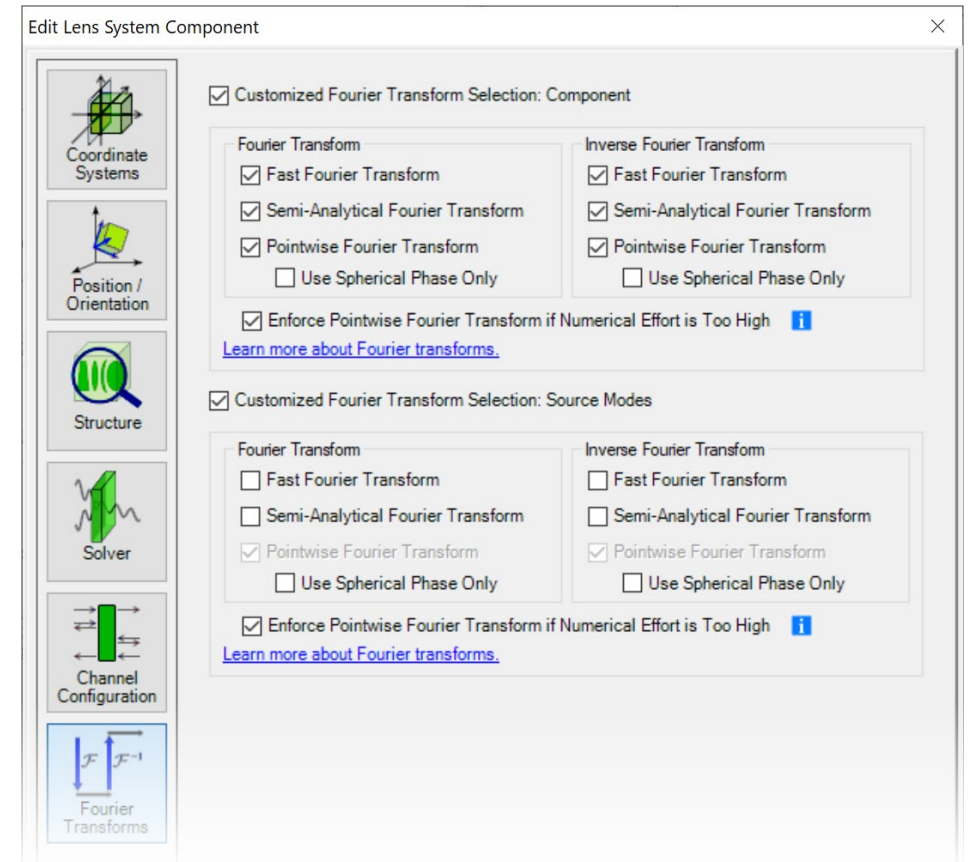 Edit Lens System Component
Coordinate
Systems
Position /
Orientation
Structure
Solver
Channel
Configuration
ℱ ℱ⁻¹
Fourier
Transforms
Customized Fourier Transform Selection: Component
Fourier Transform
Fast Fourier Transform
Semi-Analytical Fourier Transform
Pointwise Fourier Transform
Use Spherical Phase Only
Inverse Fourier Transform
Fast Fourier Transform
Semi-Analytical Fourier Transform
Pointwise Fourier Transform
Use Spherical Phase Only
Enforce Pointwise Fourier Transform if Numerical Effort is Too High i
Learn more about Fourier transforms.
Customized Fourier Transform Selection: Source Modes
Fourier Transform
Fast Fourier Transform
Semi-Analytical Fourier Transform
Pointwise Fourier Transform
Use Spherical Phase Only
Inverse Fourier Transform
Fast Fourier Transform
Semi-Analytical Fourier Transform
Pointwise Fourier Transform
Use Spherical Phase Only
Enforce Pointwise Fourier Transform if Numerical Effort is Too High i
Learn more about Fourier transforms.